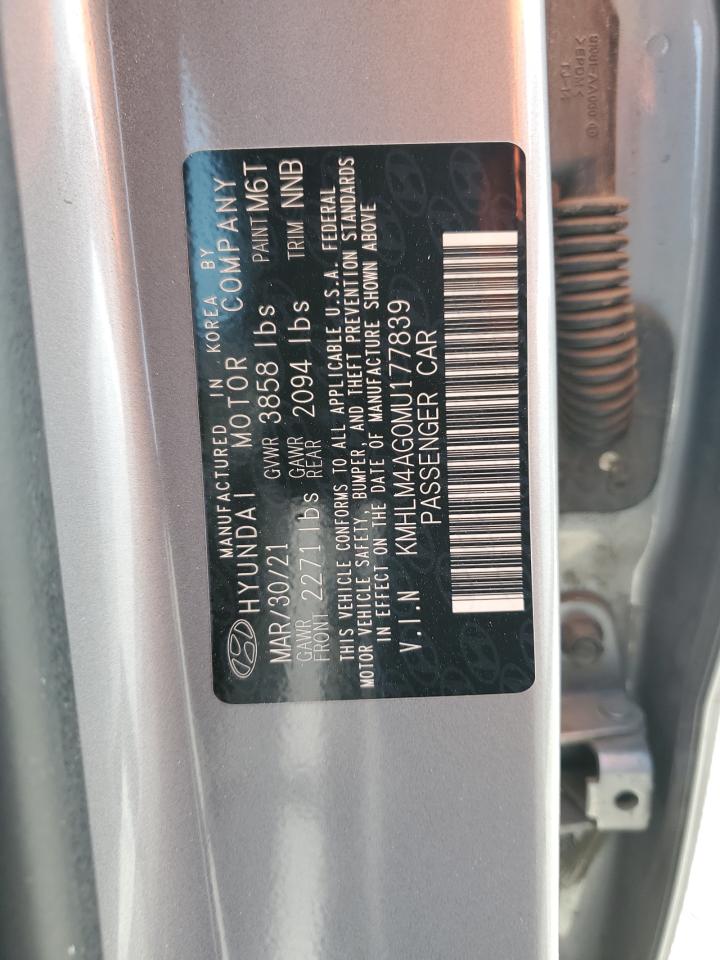 MANUFACTURED IN KOREA BY
HYUNDAI MOTOR COMPANY
MAR/30/21 GVWR 3858 lbs PAINT M6T
GAWR FRONT 2271 lbs GAWR REAR 2094 lbs TRIM NNB
THIS VEHICLE CONFORMS TO ALL APPLICABLE U.S.A. FEDERAL
MOTOR VEHICLE SAFETY, BUMPER, AND THEFT PREVENTION STANDARDS
IN EFFECT ON THE DATE OF MANUFACTURE SHOWN ABOVE
V.I.N KMHLM4AG0MU177839
PASSENGER CAR
>EPDM<